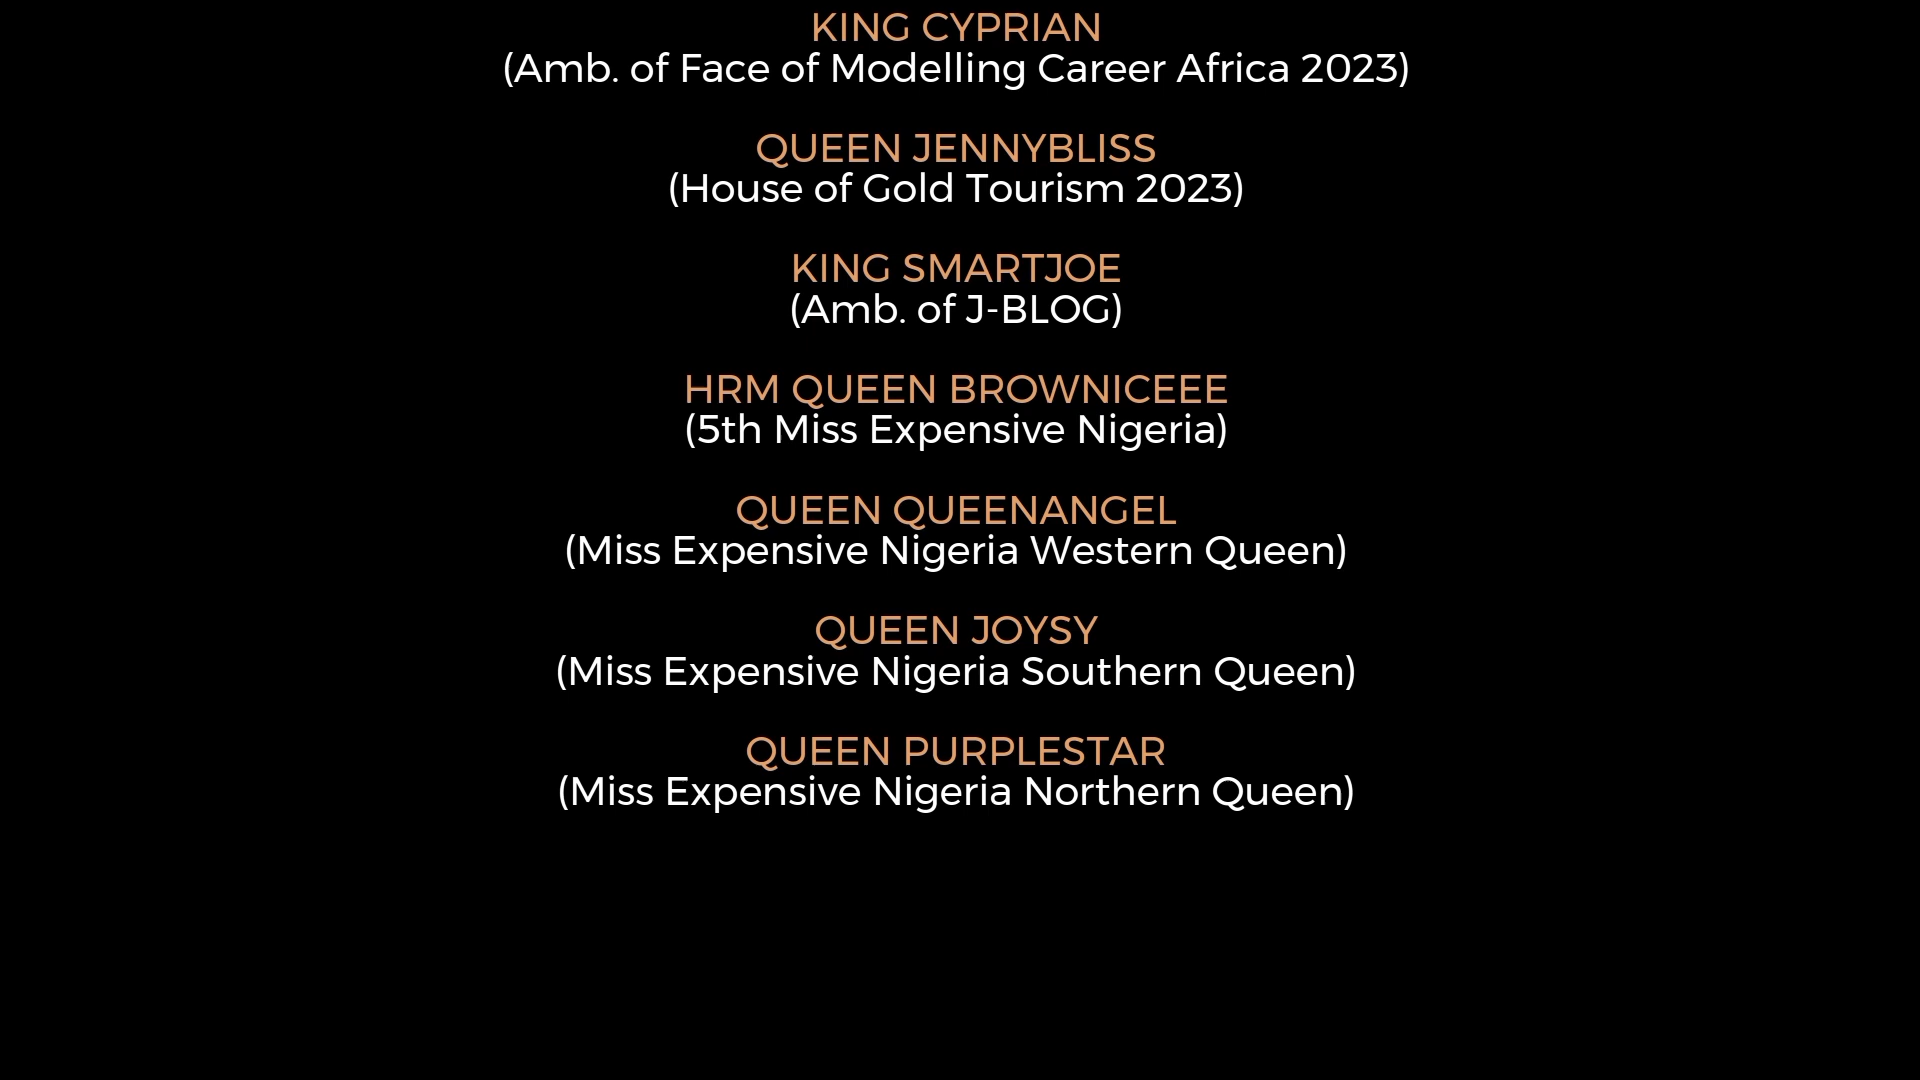 KING CYPRIAN
(Amb. of Face of Modelling Career Africa 2023)
QUEEN JENNYBLISS
(House of Gold Tourism 2023)
KING SMARTJOE
(Amb. of J-BLOG)
HRM QUEEN BROWNICEEE
(5th Miss Expensive Nigeria)
QUEEN QUEENANGEL
(Miss Expensive Nigeria Western Queen)
QUEEN JOYSY
(Miss Expensive Nigeria Southern Queen)
QUEEN PURPLESTAR
(Miss Expensive Nigeria Northern Queen)